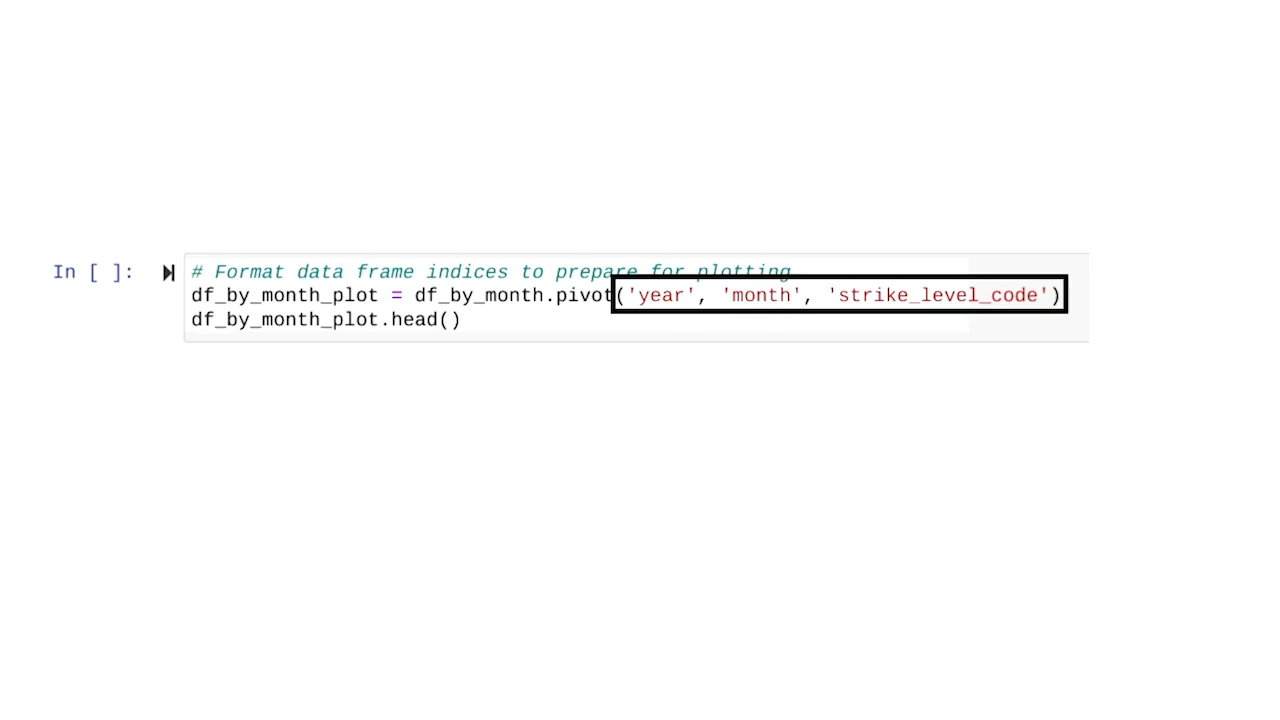 In [ ]:
# Format data frame indices to prepare for plotting
df_by_month_plot = df_by_month.pivot('year', 'month', 'strike_level_code')
df_by_month_plot.head()